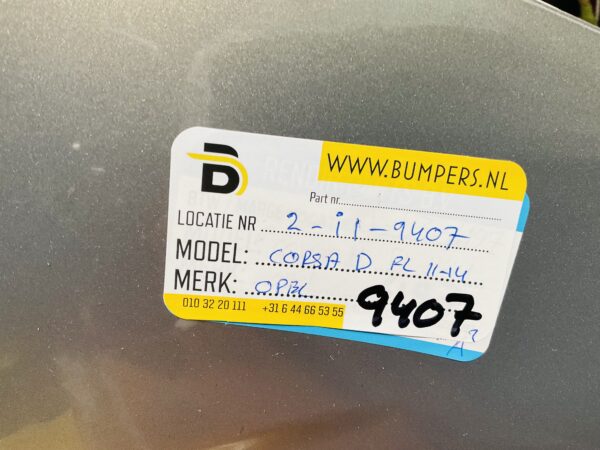 WWW.BUMPERS.NL
Part nr.
LOCATIE NR 2-11-9407
MODEL: CORSA D FL 11-14
MERK: OPEL
010 32 20 111 +31 6 44 66 53 55
9407